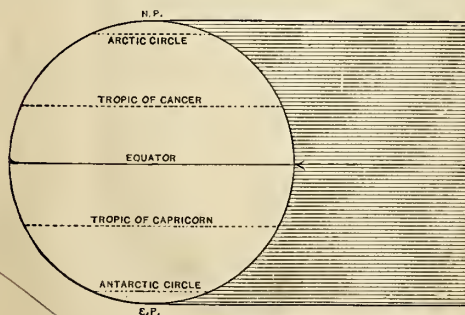 N.P.
ARCTIC CIRCLE
TROPIC OF CANCER
EQUATOR
TROPIC OF CAPRICORN
ANTARCTIC CIRCLE
S.P.